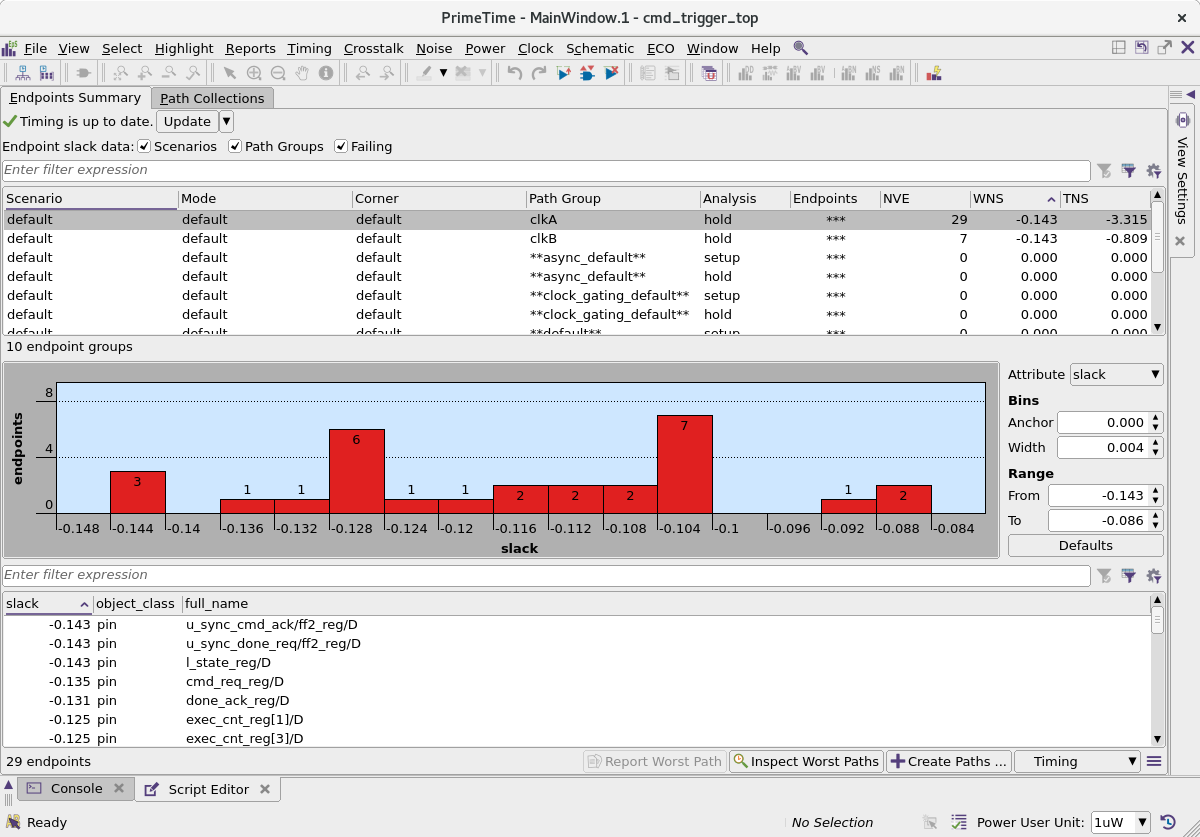 PrimeTime - MainWindow.1 - cmd_trigger_top
File View Select Highlight Reports Timing Crosstalk Noise Power Clock Schematic ECO Window Help
Endpoints Summary Path Collections
Timing is up to date. Update
Endpoint slack data: Scenarios Path Groups Failing
Enter filter expression
Scenario Mode Corner Path Group Analysis Endpoints NVE WNS TNS
default default default clkA hold *** 29 -0.143 -3.315
default default default clkB hold *** 7 -0.143 -0.809
default default default **async_default** setup *** 0 0.000 0.000
default default default **async_default** hold *** 0 0.000 0.000
default default default **clock_gating_default** setup *** 0 0.000 0.000
default default default **clock_gating_default** hold *** 0 0.000 0.000
default default default **default** setup *** 0 0.000 0.000
10 endpoint groups
View Settings
endpoints
8
4
0
3 1 1 6 1 1 2 2 2 7 1 2
-0.148 -0.144 -0.14 -0.136 -0.132 -0.128 -0.124 -0.12 -0.116 -0.112 -0.108 -0.104 -0.1 -0.096 -0.092 -0.088 -0.084
slack
Attribute slack
Bins
Anchor 0.000
Width 0.004
Range
From -0.143
To -0.086
Defaults
Enter filter expression
slack object_class full_name
-0.143 pin u_sync_cmd_ack/ff2_reg/D
-0.143 pin u_sync_done_req/ff2_reg/D
-0.143 pin l_state_reg/D
-0.135 pin cmd_req_reg/D
-0.131 pin done_ack_reg/D
-0.125 pin exec_cnt_reg[1]/D
-0.125 pin exec_cnt_reg[3]/D
29 endpoints Report Worst Path Inspect Worst Paths Create Paths ... Timing
Console Script Editor
Ready No Selection Power User Unit: 1uW